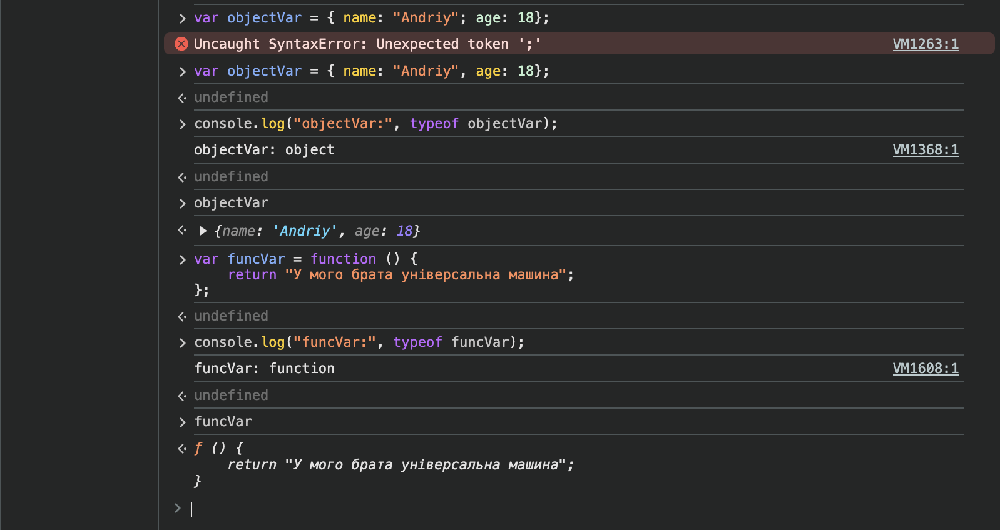 var objectVar = { name: "Andriy"; age: 18};
Uncaught SyntaxError: Unexpected token ';' VM1263:1
var objectVar = { name: "Andriy", age: 18};
undefined
console.log("objectVar:", typeof objectVar);
objectVar: object VM1368:1
undefined
objectVar
{name: 'Andriy', age: 18}
var funcVar = function () {
    return "У мого брата універсальна машина";
};
undefined
console.log("funcVar:", typeof funcVar);
funcVar: function VM1608:1
undefined
funcVar
ƒ () {
    return "У мого брата універсальна машина";
}